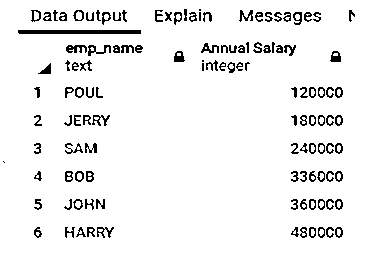 Data Output Explain Messages
emp_name Annual Salary
text integer
1 POUL 120000
2 JERRY 180000
3 SAM 240000
4 BOB 336000
5 JOHN 360000
6 HARRY 480000